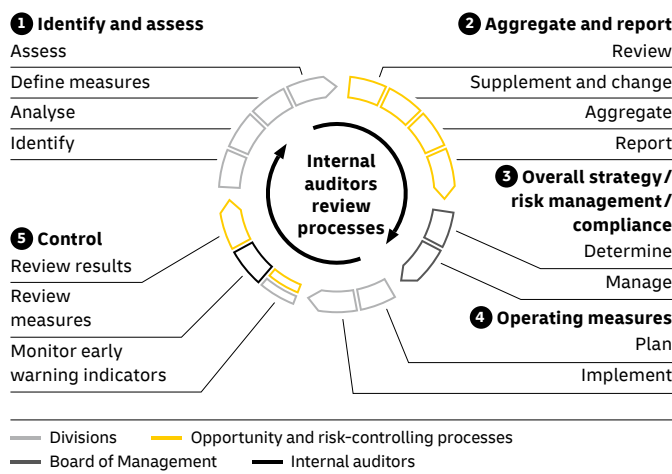 1 Identify and assess
Assess
Define measures
Analyse
Identify
2 Aggregate and report
Review
Supplement and change
Aggregate
Report
3 Overall strategy/
risk management/
compliance
Determine
Manage
4 Operating measures
Plan
Implement
5 Control
Review results
Review
measures
Monitor early
warning indicators
Internal
auditors
review
processes
Divisions
Opportunity and risk-controlling processes
Board of Management
Internal auditors